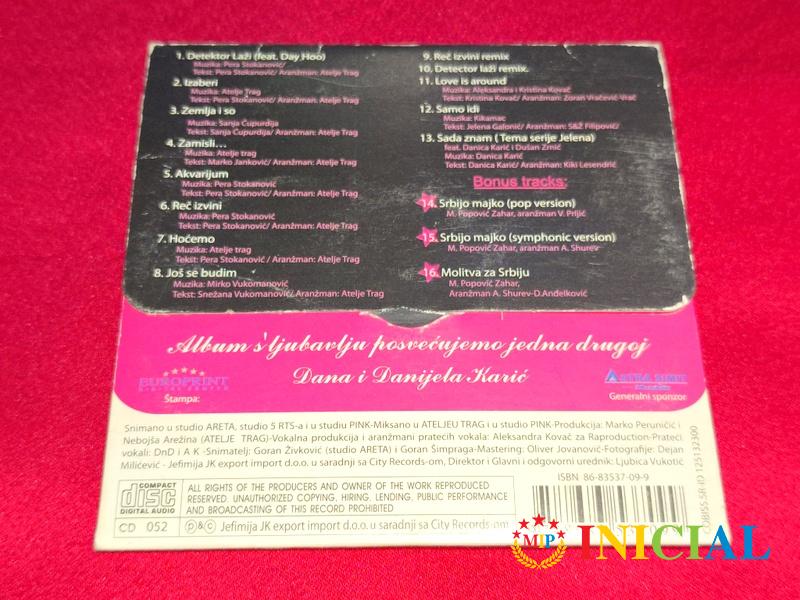 1. Detektor Laži (feat. Day Hoo)
Muzika: Pera Stokanović/
Tekst: Pera Stokanović/ Aranžman: Atelje Trag
2. Izaberi
Muzika: Atelje Trag
Tekst: Pera Stokanović/ Aranžman: Atelje Trag
3. Zemlja i so
Muzika: Sanja Ćupurdija
Tekst: Sanja Ćupurdija/ Aranžman: Atelje Trag
4. Zamisli...
Muzika: Atelje trag
Tekst: Marko Janković/ Aranžman: Atelje Trag
5. Akvarijum
Muzika: Pera Stokanović
Tekst: Pera Stokanović/ Aranžman: Atelje Trag
6. Reč izvini
Muzika: Pera Stokanović
Tekst: Pera Stokanović/ Aranžman: Atelje Trag
7. Hoćemo
Muzika: Atelje trag
Tekst: Pera Stokanović/ Aranžman: Atelje Trag
8. Još se budim
Muzika: Mirko Vukomanović
Tekst: Snežana Vukomanović/ Aranžman: Atelje Trag
9. Reč izvini remix
10. Detector laži remix.
11. Love is around
Muzika: Aleksandra i Kristina Kovač
Tekst: Kristina Kovač/ Aranžman: Zoran Vračević-Vrač
12. Samo idi
Muzika: Kikamac
Tekst: Jelena Galonić/ Aranžman: S&Ž Filipović/
13. Sada znam ( Tema serije Jelena)
feat. Danica Karić i Dušan Zrnić
Muzika: Danica Karić
Tekst: Danica Karić/ Aranžman: Kiki Lesendrić
Bonus tracks:
14. Srbijo majko (pop version)
M. Popović Zahar, aranžman V. Prljić
15. Srbijo majko (symphonic version)
M. Popović Zahar, aranžman A. Shurev
16. Molitva za Srbiju
M. Popović Zahar,
Aranžman A. Shurev-D.Anđelković
Album s'ljubavlju posvećujemo jedna drugoj
Dana i Danijela Karić
EUROPRINT
DIGITAL CENTER
Štampa:
Generalni sponzor
Snimano u studio ARETA, studio 5 RTS-a i u studiu PINK-Miksano u ATELJEU TRAG i u studio PINK-Produkcija: Marko Peruničić i
Nebojša Arežina (ATELJE TRAG)-Vokalna produkcija i aranžmani pratecih vokala: Aleksandra Kovač za Raproduction-Prateći
vokali: DnD i A K -Snimatelj: Goran Živković (studio ARETA) i Goran Šimpraga-Mastering: Oliver Jovanović-Fotografije: Dejan
Milićević - Jefimija JK export import d.o.o. u saradnji sa City Records-om, Direktor i Glavni i odgovorni urednik: Ljubica Vukotić
COMPACT
disc
DIGITAL AUDIO
CD 052
ALL RIGHTS OF THE PRODUCERS AND OWNER OF THE WORK REPRODUCED
RESERVED. UNAUTHORIZED COPYING, HIRING. LENDING. PUBLIC PERFORMANCE
AND BROADCASTING OF THIS RECORD PROHIBITED
p&c Jefimija JK export import d.o.o. u saradnji sa City Records-om
ISBN 86-83537-09-9
COBISS.SR-ID 125132300
MIP INICIAL